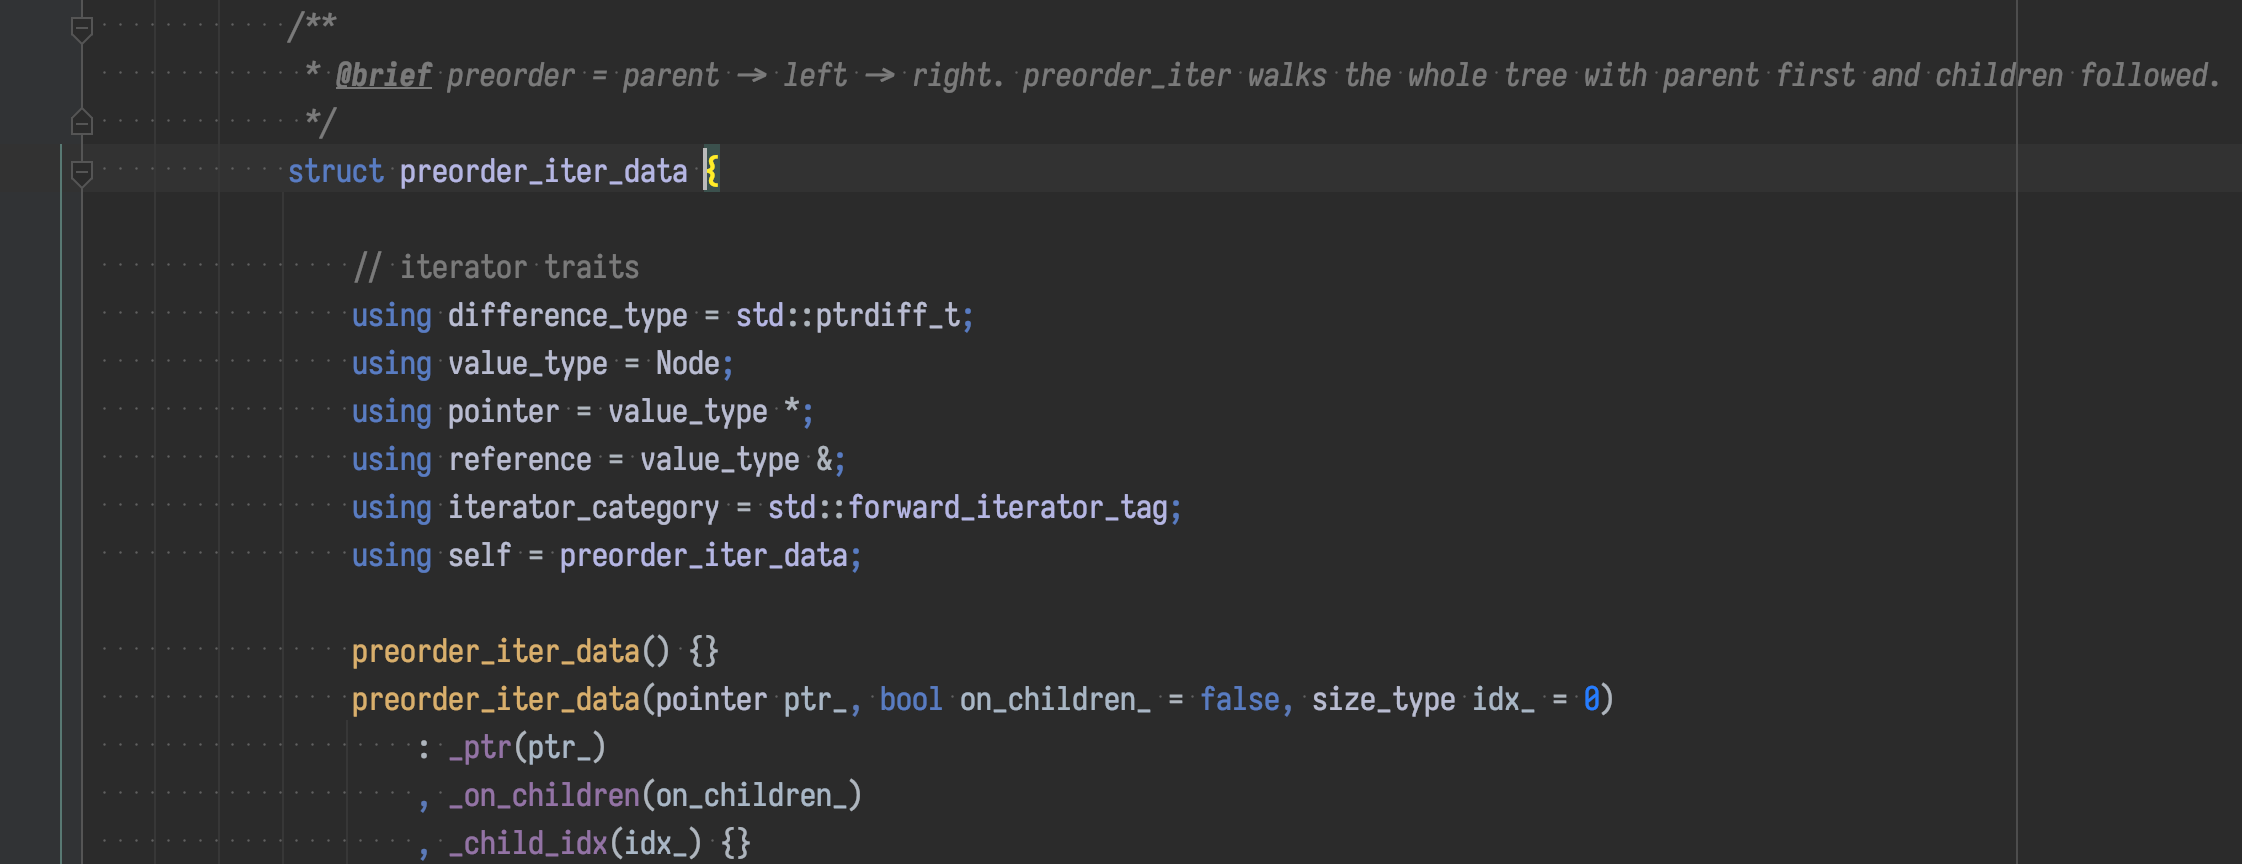 /**
* @brief preorder = parent -> left -> right. preorder_iter walks the whole tree with parent first and children followed.
*/
struct preorder_iter_data {
// iterator traits
using difference_type = std::ptrdiff_t;
using value_type = Node;
using pointer = value_type *;
using reference = value_type &;
using iterator_category = std::forward_iterator_tag;
using self = preorder_iter_data;
preorder_iter_data() {}
preorder_iter_data(pointer ptr_, bool on_children_ = false, size_type idx_ = 0)
: _ptr(ptr_)
, _on_children(on_children_)
, _child_idx(idx_) {}